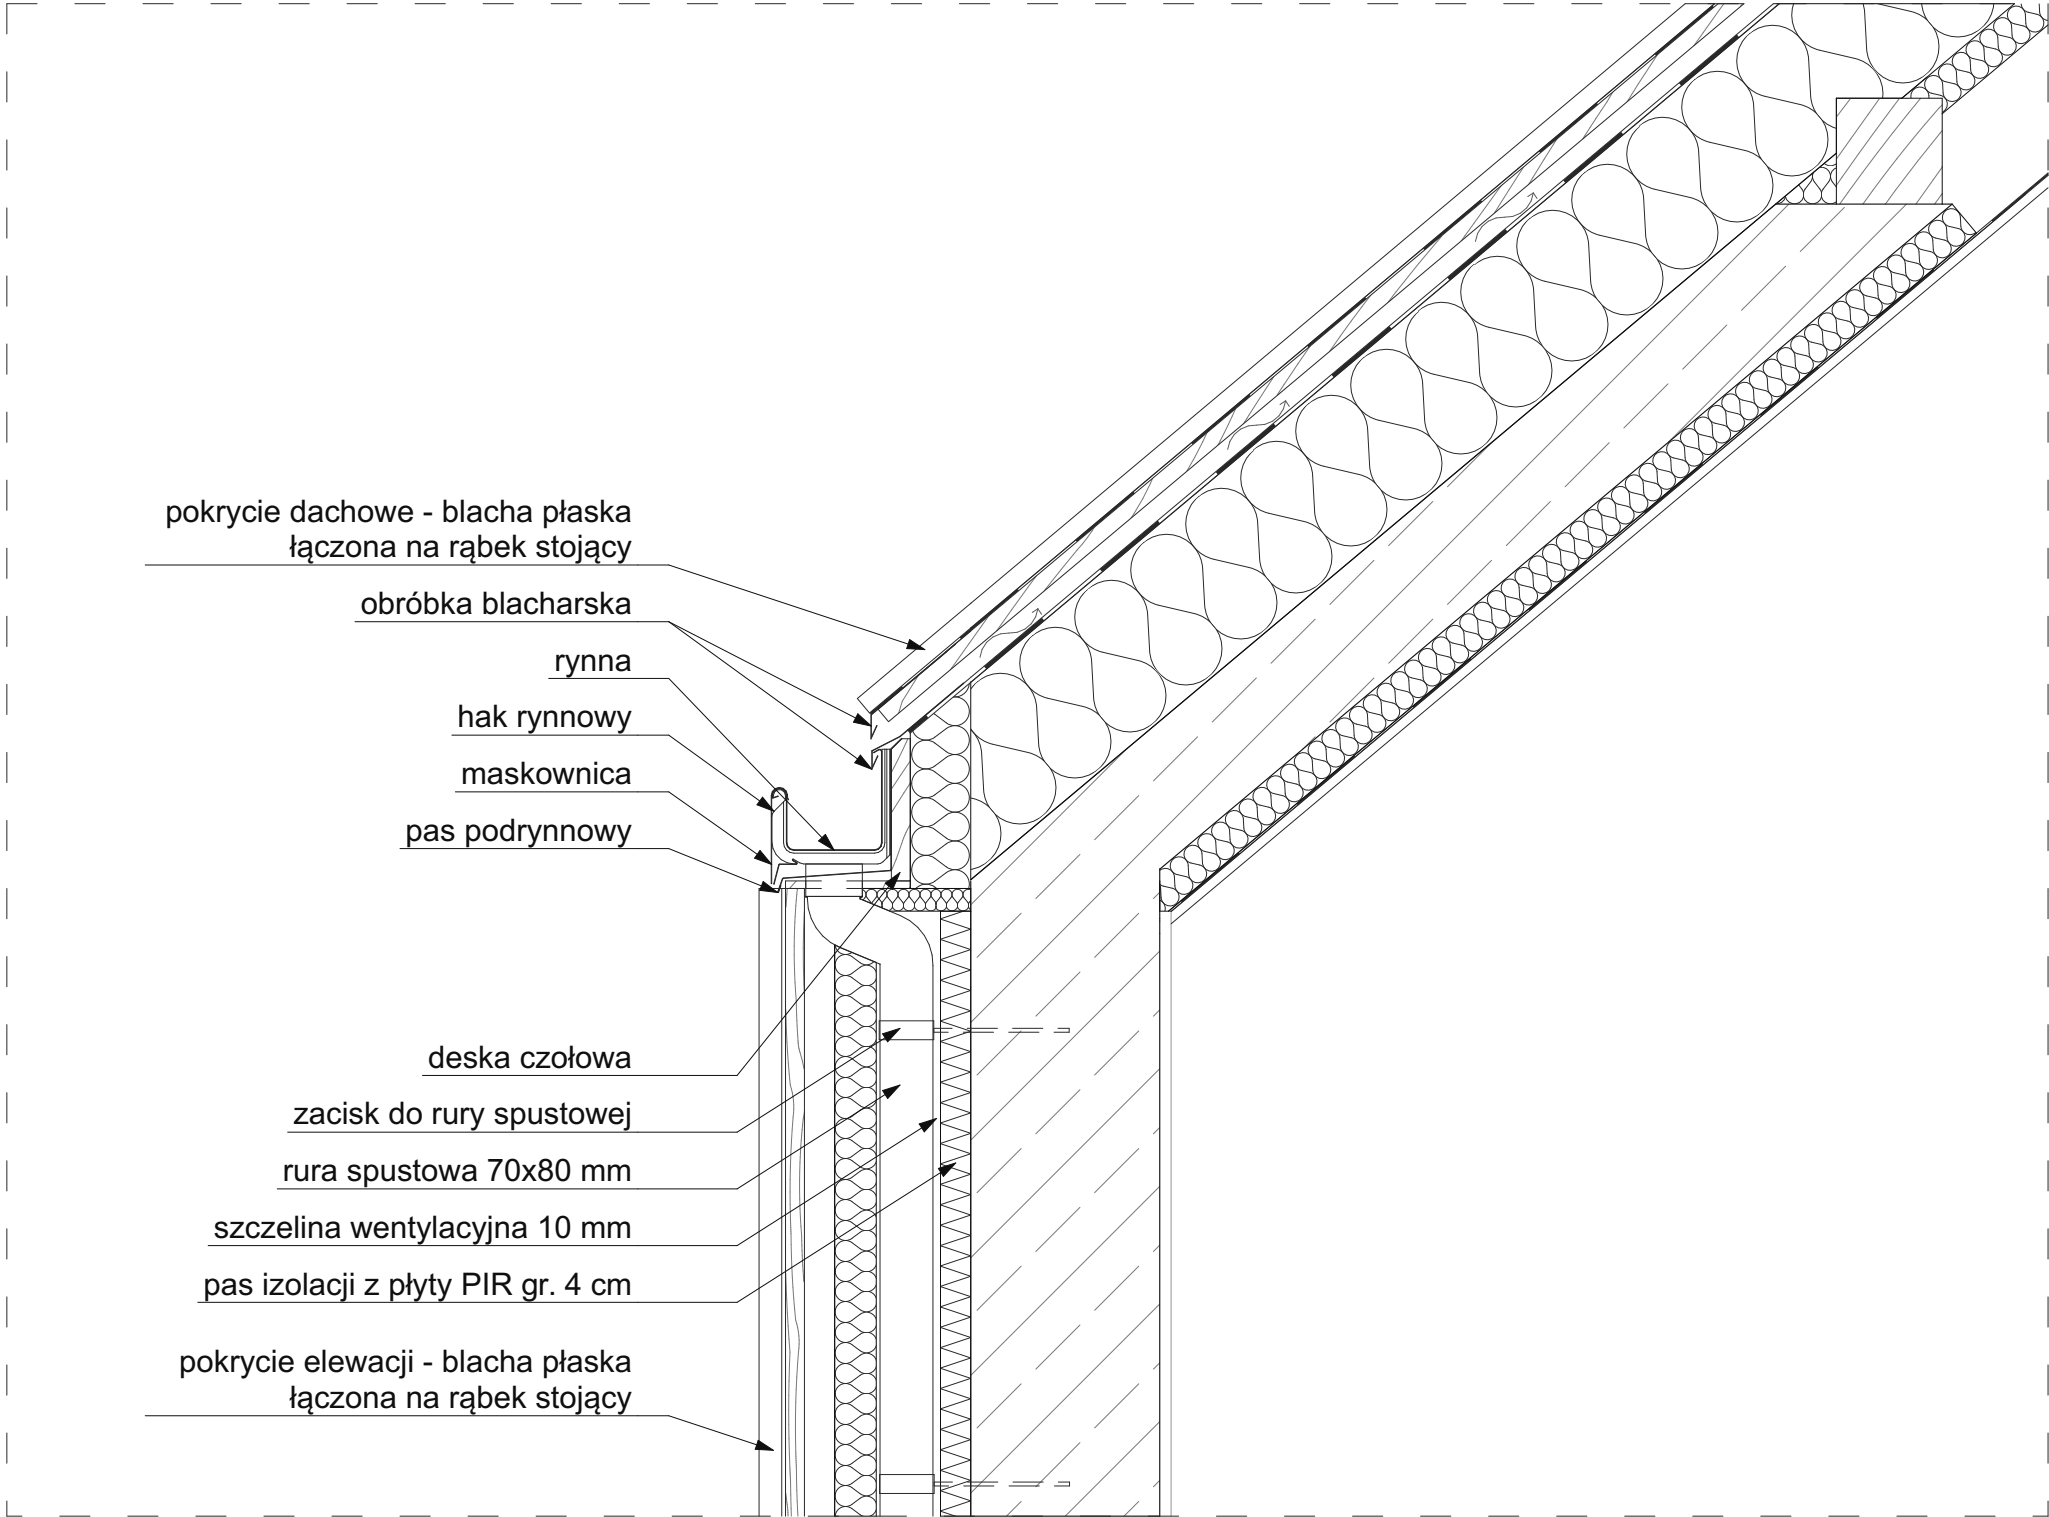 pokrycie dachowe - blacha płaska
łączona na rąbek stojący
obróbka blacharska
rynna
hak rynnowy
maskownica
pas podrynnowy
deska czołowa
zacisk do rury spustowej
rura spustowa 70x80 mm
szczelina wentylacyjna 10 mm
pas izolacji z płyty PIR gr. 4 cm
pokrycie elewacji - blacha płaska
łączona na rąbek stojący